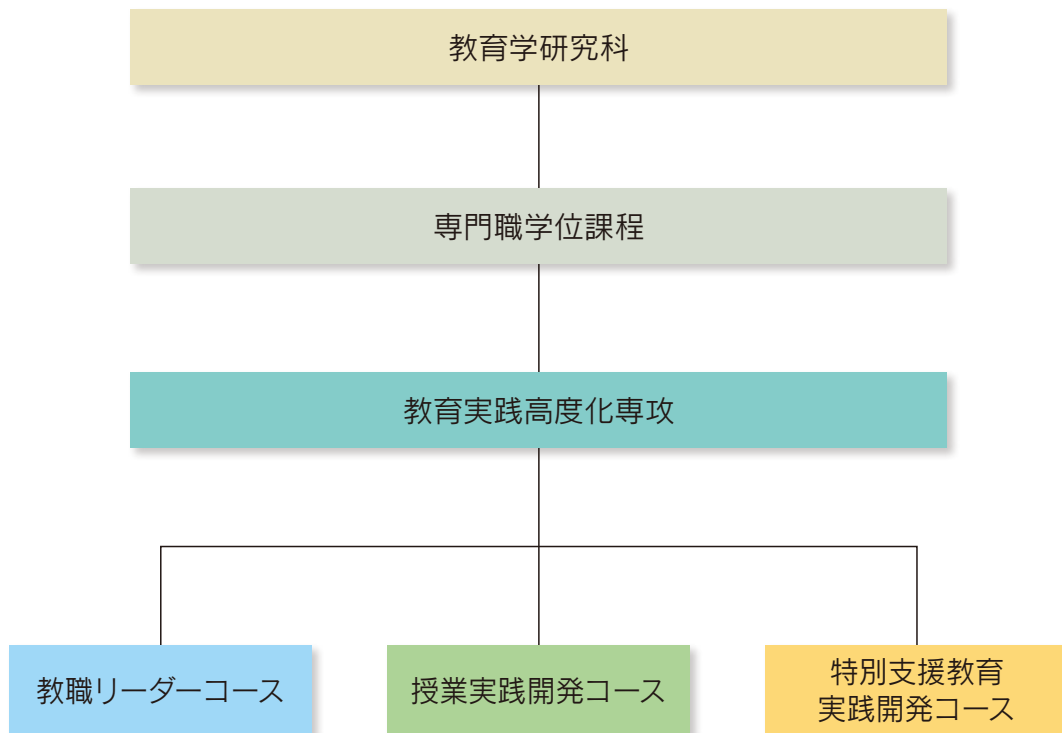 教育学研究科
専門職学位課程
教育実践高度化専攻
教職リーダーコース
授業実践開発コース
特別支援教育
実践開発コース